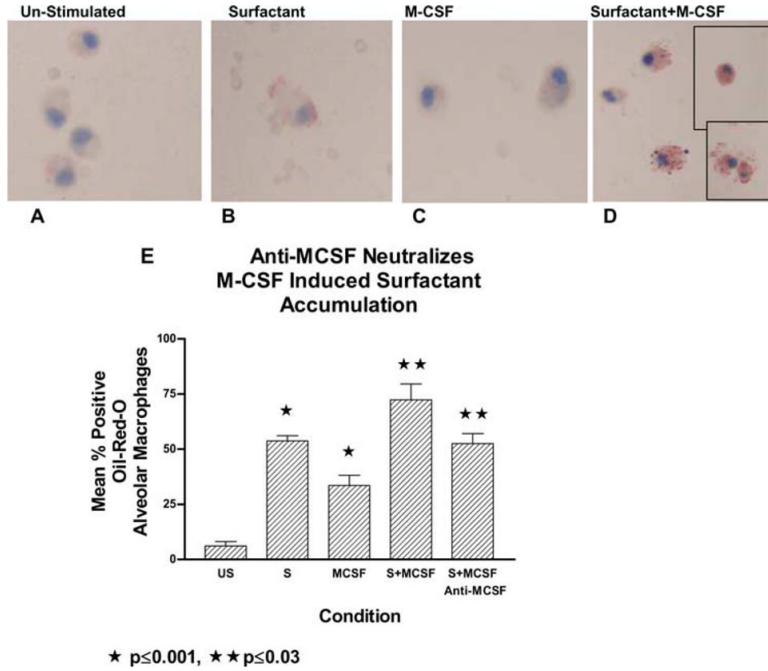 Un-Stimulated Surfactant M-CSF Surfactant+M-CSF
A B C D
E Anti-MCSF Neutralizes
M-CSF Induced Surfactant
Accumulation
Mean % Positive
Oil-Red-O
Alveolar Macrophages
100
75
50
25
0
★ ★ ★★ ★★
US S MCSF S+MCSF S+MCSF
Anti-MCSF
Condition
★ p≤0.001, ★★p≤0.03